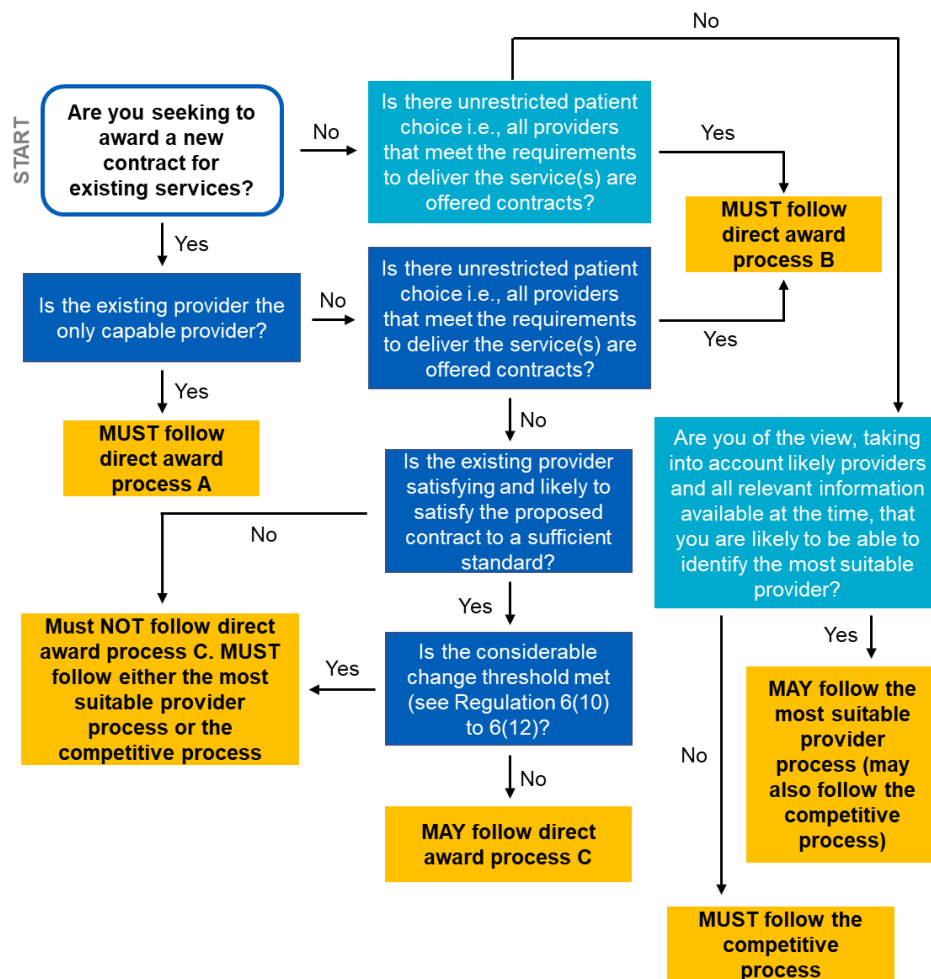 START
Are you seeking to
award a new
contract for
existing services?
No
Is there unrestricted patient
choice i.e., all providers
that meet the requirements
to deliver the service(s) are
offered contracts?
No
Yes
MUST follow
direct award
process B
Yes
Is the existing provider the
only capable provider?
No
Is there unrestricted patient
choice i.e., all providers
that meet the requirements
to deliver the service(s) are
offered contracts?
Yes
Yes
MUST follow
direct award
process A
No
Is the existing provider
satisfying and likely to
satisfy the proposed
contract to a sufficient
standard?
No
Are you of the view, taking
into account likely providers
and all relevant information
available at the time, that
you are likely to be able to
identify the most suitable
provider?
Yes
Must NOT follow direct
award process C. MUST
follow either the most
suitable provider
process or the
competitive process
Yes
Is the considerable
change threshold met
(see Regulation 6(10)
to 6(12)?
No
MAY follow direct
award process C
Yes
MAY follow the
most suitable
provider
process (may
also follow the
competitive
process)
No
MUST follow the
competitive
process